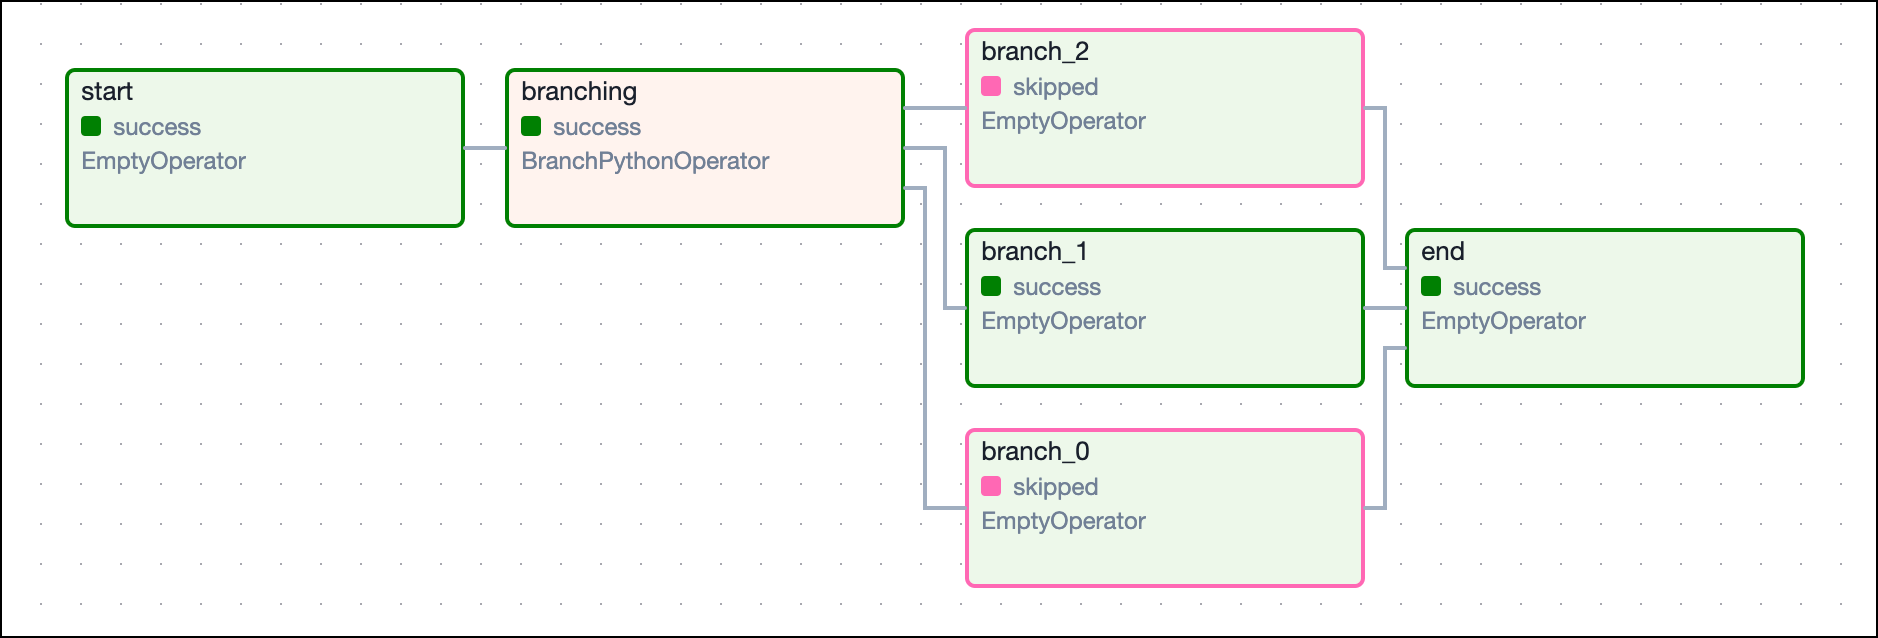 start
success
EmptyOperator
branching
success
BranchPythonOperator
branch_2
skipped
EmptyOperator
branch_1
success
EmptyOperator
branch_0
skipped
EmptyOperator
end
success
EmptyOperator